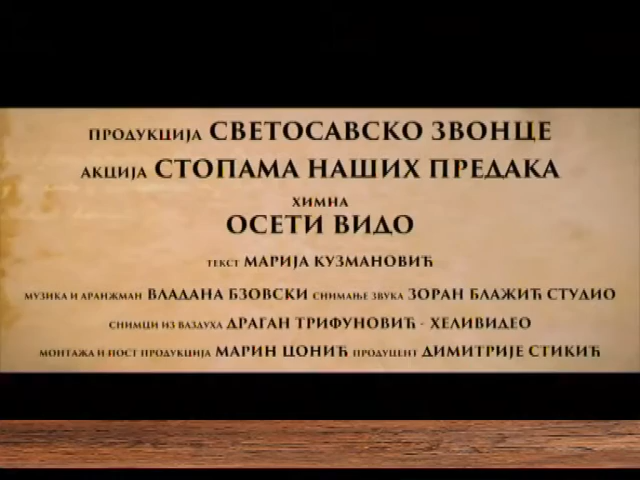 ПРОДУКЦИЈА СВЕТОСАВСКО ЗВОНЦЕ
АКЦИЈА СТОПАМА НАШИХ ПРЕДАКА
ХИМНА
ОСЕТИ ВИДО
ТЕКСТ МАРИЈА КУЗМАНОВИЋ
МУЗИКА И АРАНЖМАН ВЛАДАНА БЗОВСКИ СНИМАЊЕ ЗВУКА ЗОРАН БЛАЖИЋ СТУДИО
СНИМЦИ ИЗ ВАЗДУХА ДРАГАН ТРИФУНОВИЋ - ХЕЛИВИДЕО
МОНТАЖА И ПОСТ ПРОДУКЦИЈА МАРИН ЦОНИЋ ПРОДУЦЕНТ ДИМИТРИЈЕ СТИКИЋ